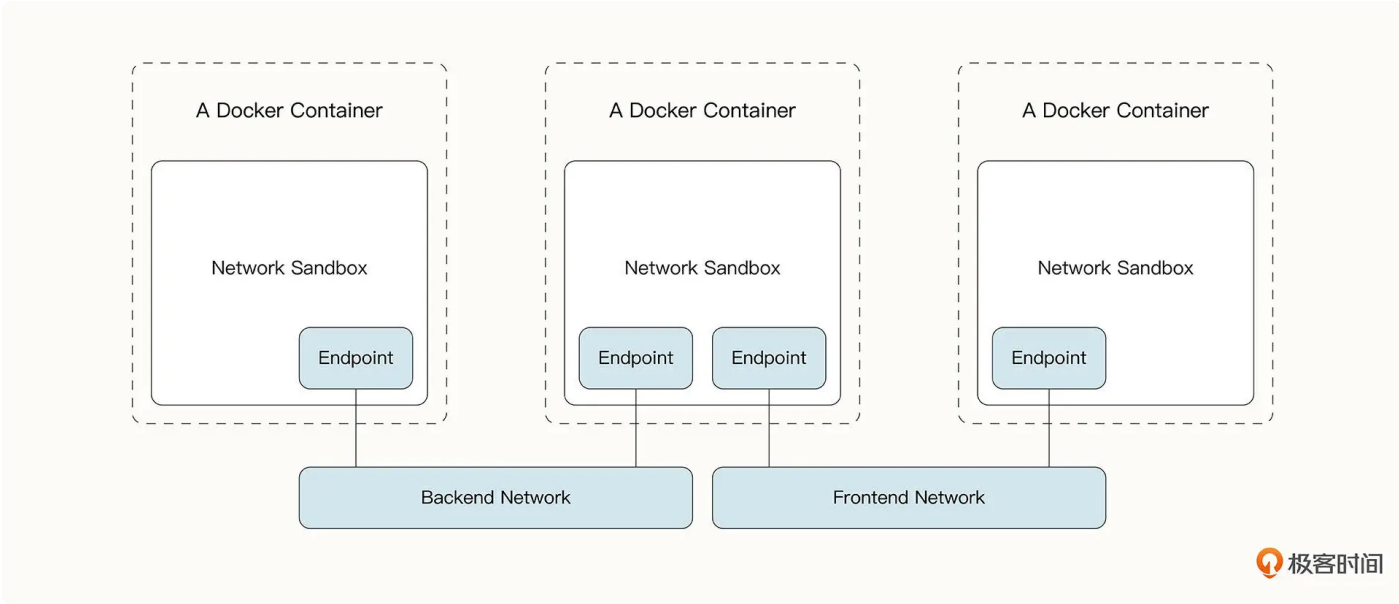 A Docker Container
A Docker Container
A Docker Container
Network Sandbox
Network Sandbox
Network Sandbox
Endpoint
Endpoint
Endpoint
Endpoint
Backend Network
Frontend Network
极客时间